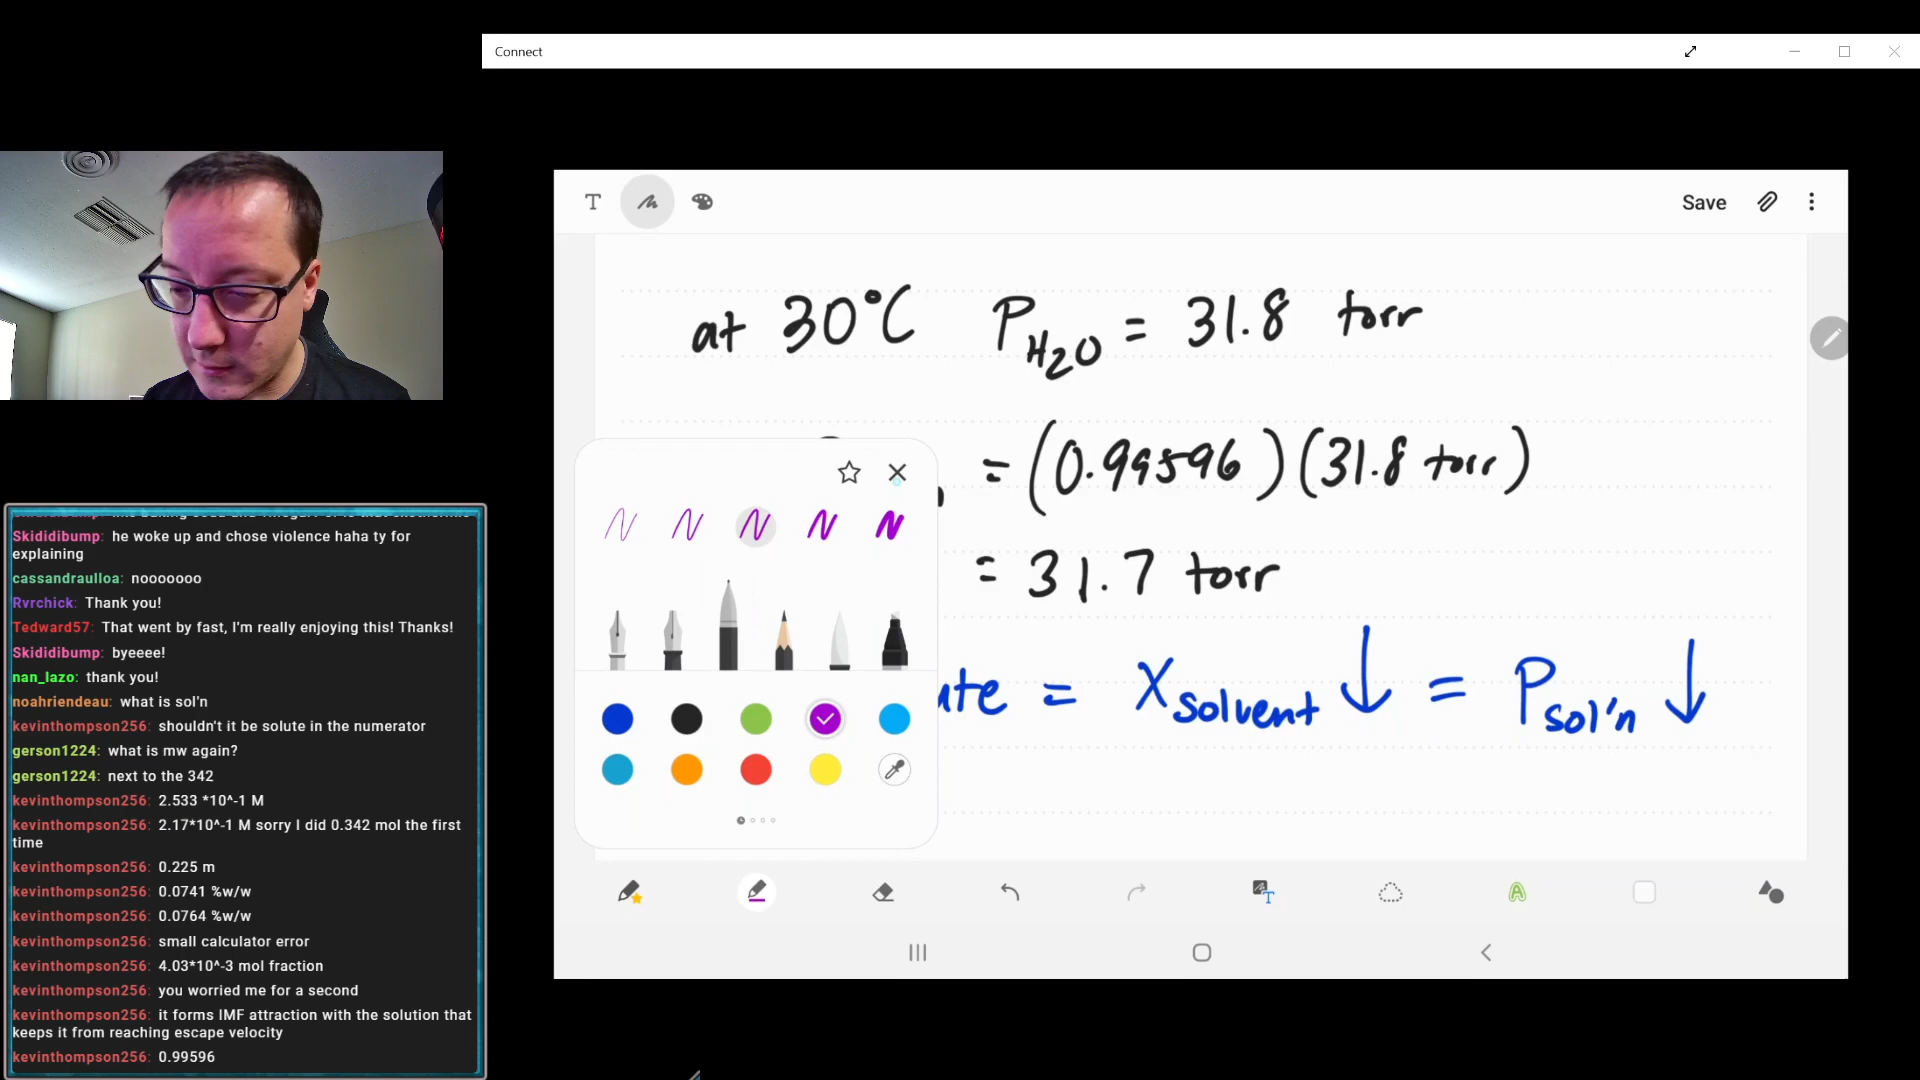 Connect
T
Save
at 30°C P H2O = 31.8 torr
= (0.99596)(31.8 torr)
= 31.7 torr
= X solvent ↓ = P sol'n ↓
A
Skididibump: he woke up and chose violence haha ty for
explaining
cassandraulloa: nooooooo
Rvrchick: Thank you!
Tedward57: That went by fast, I'm really enjoying this! Thanks!
Skididibump: byeeee!
nan_lazo: thank you!
noahriendeau: what is sol'n
kevinthompson256: shouldn't it be solute in the numerator
gerson1224: what is mw again?
gerson1224: next to the 342
kevinthompson256: 2.533 *10^-1 M
kevinthompson256: 2.17*10^-1 M sorry I did 0.342 mol the first
time
kevinthompson256: 0.225 m
kevinthompson256: 0.0741 %w/w
kevinthompson256: 0.0764 %w/w
kevinthompson256: small calculator error
kevinthompson256: 4.03*10^-3 mol fraction
kevinthompson256: you worried me for a second
kevinthompson256: it forms IMF attraction with the solution that
keeps it from reaching escape velocity
kevinthompson256: 0.99596